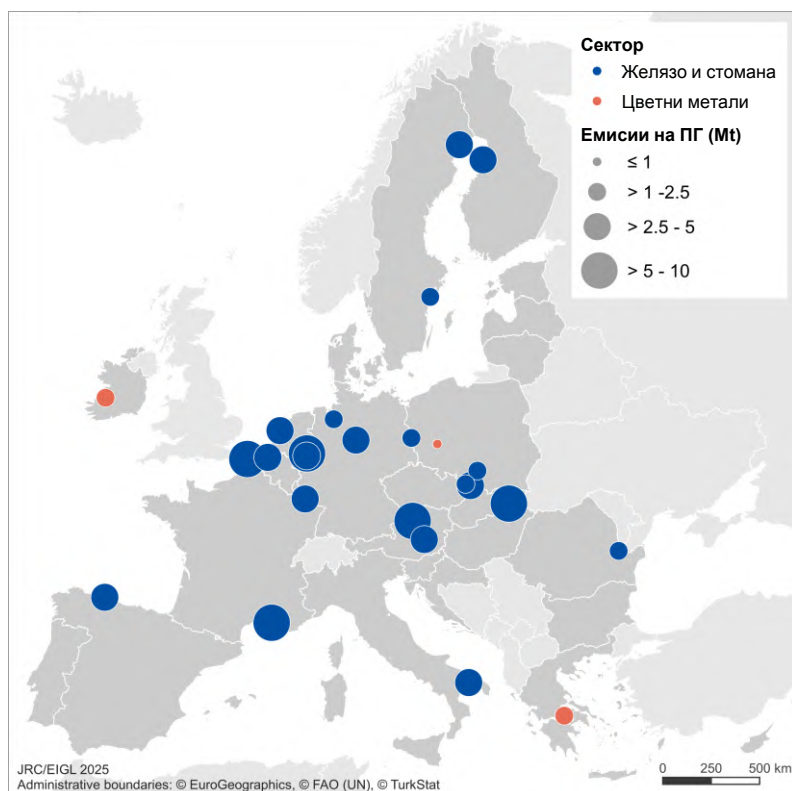 Сектор
Желязо и стомана
Цветни метали
Емисии на ПГ (Mt)
≤ 1
> 1 -2.5
> 2.5 - 5
> 5 - 10
JRC/EIGL 2025
Administrative boundaries: © EuroGeographics, © FAO (UN), © TurkStat
0 250 500 km